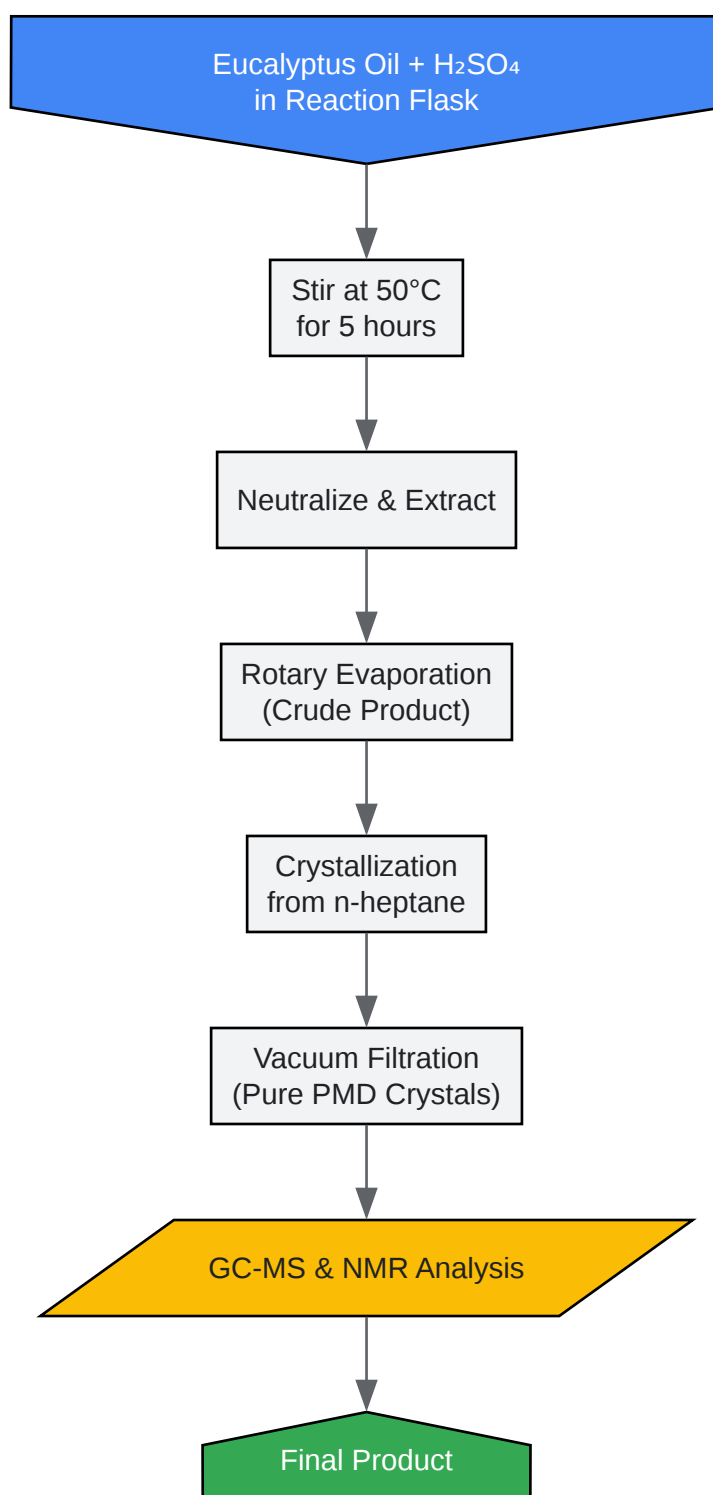 Eucalyptus Oil + H₂SO₄
in Reaction Flask
Stir at 50°C
for 5 hours
Neutralize & Extract
Rotary Evaporation
(Crude Product)
Crystallization
from n-heptane
Vacuum Filtration
(Pure PMD Crystals)
GC-MS & NMR Analysis
Final Product